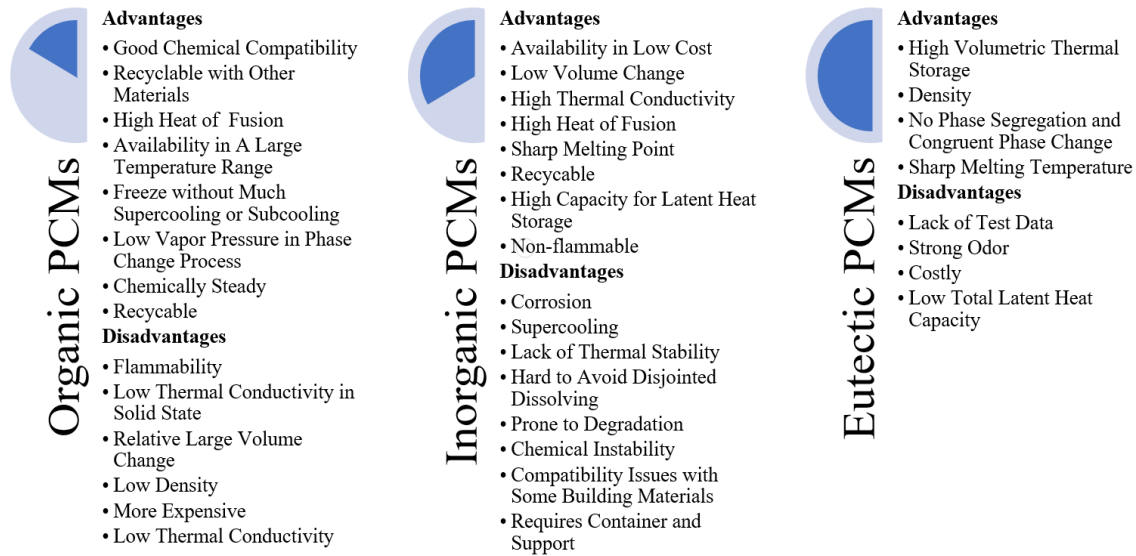 Organic PCMs
Advantages
• Good Chemical Compatibility
• Recyclable with Other
Materials
• High Heat of Fusion
• Availability in A Large
Temperature Range
• Freeze without Much
Supercooling or Subcooling
• Low Vapor Pressure in Phase
Change Process
• Chemically Steady
• Recycable
Disadvantages
• Flammability
• Low Thermal Conductivity in
Solid State
• Relative Large Volume
Change
• Low Density
• More Expensive
• Low Thermal Conductivity
Inorganic PCMs
Advantages
• Availability in Low Cost
• Low Volume Change
• High Thermal Conductivity
• High Heat of Fusion
• Sharp Melting Point
• Recycable
• High Capacity for Latent Heat
Storage
• Non-flammable
Disadvantages
• Corrosion
• Supercooling
• Lack of Thermal Stability
• Hard to Avoid Disjointed
Dissolving
• Prone to Degradation
• Chemical Instability
• Compatibility Issues with
Some Building Materials
• Requires Container and
Support
Eutectic PCMs
Advantages
• High Volumetric Thermal
Storage
• Density
• No Phase Segregation and
Congruent Phase Change
• Sharp Melting Temperature
Disadvantages
• Lack of Test Data
• Strong Odor
• Costly
• Low Total Latent Heat
Capacity